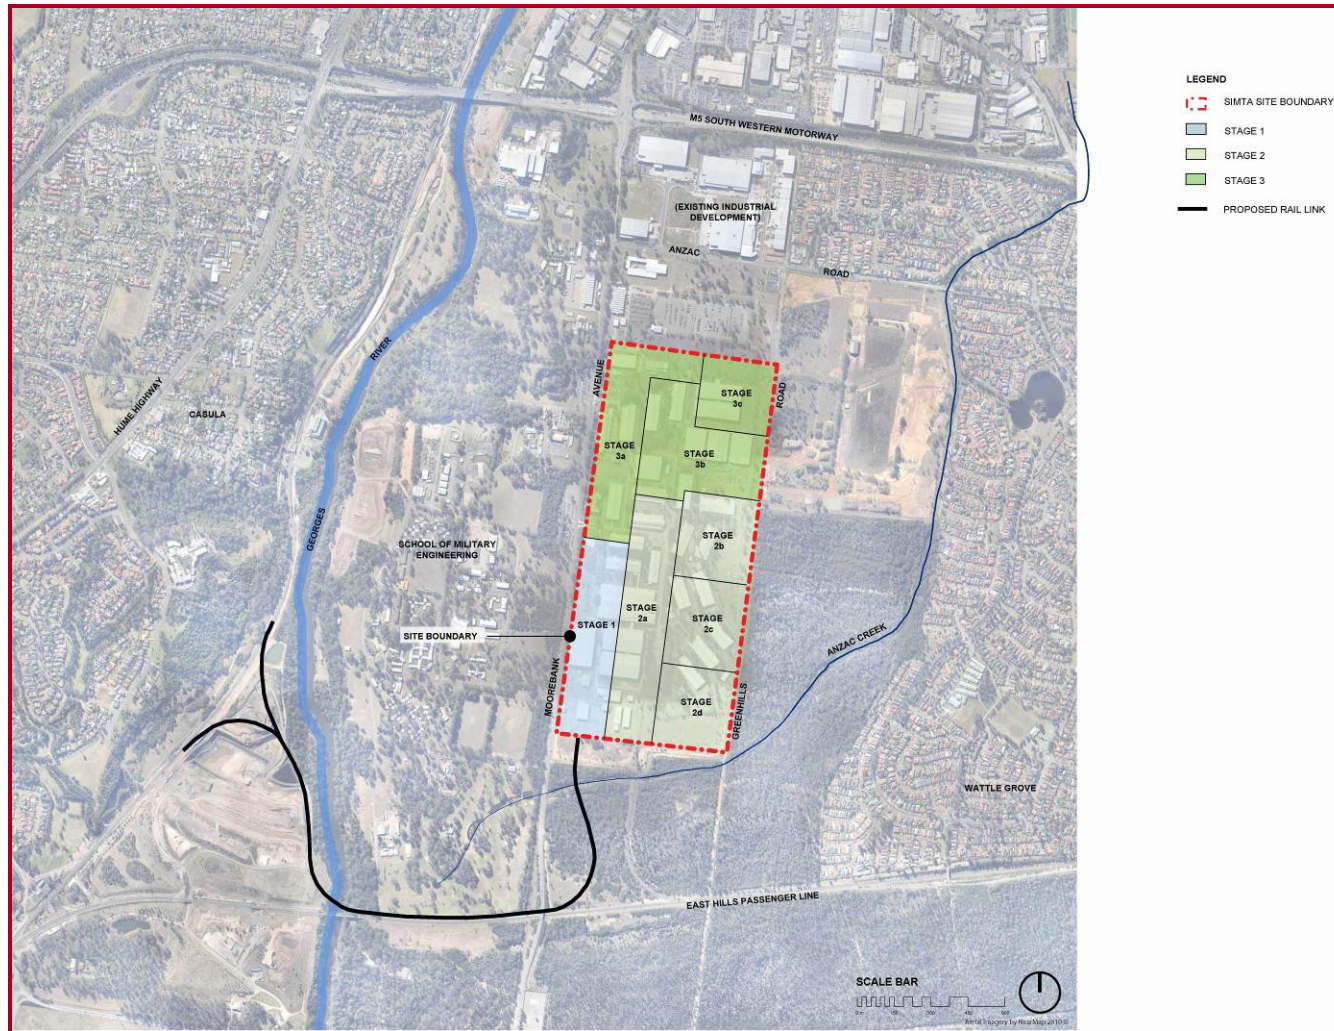 LEGEND
SIMTA SITE BOUNDARY
STAGE 1
STAGE 2
STAGE 3
PROPOSED RAIL LINK
M5 SOUTH WESTERN MOTORWAY
(EXISTING INDUSTRIAL
DEVELOPMENT)
ANZAC
ROAD
RIVER
AVENUE
ROAD
HUME HIGHWAY
CASULA
STAGE
3c
STAGE
3a
STAGE
3b
GEORGES
SCHOOL OF MILITARY
ENGINEERING
STAGE
2b
SITE BOUNDARY
STAGE 1
STAGE
2a
STAGE
2c
ANZAC CREEK
MOOREBANK
STAGE
2d
GREENHILLS
WATTLE GROVE
EAST HILLS PASSENGER LINE
SCALE BAR